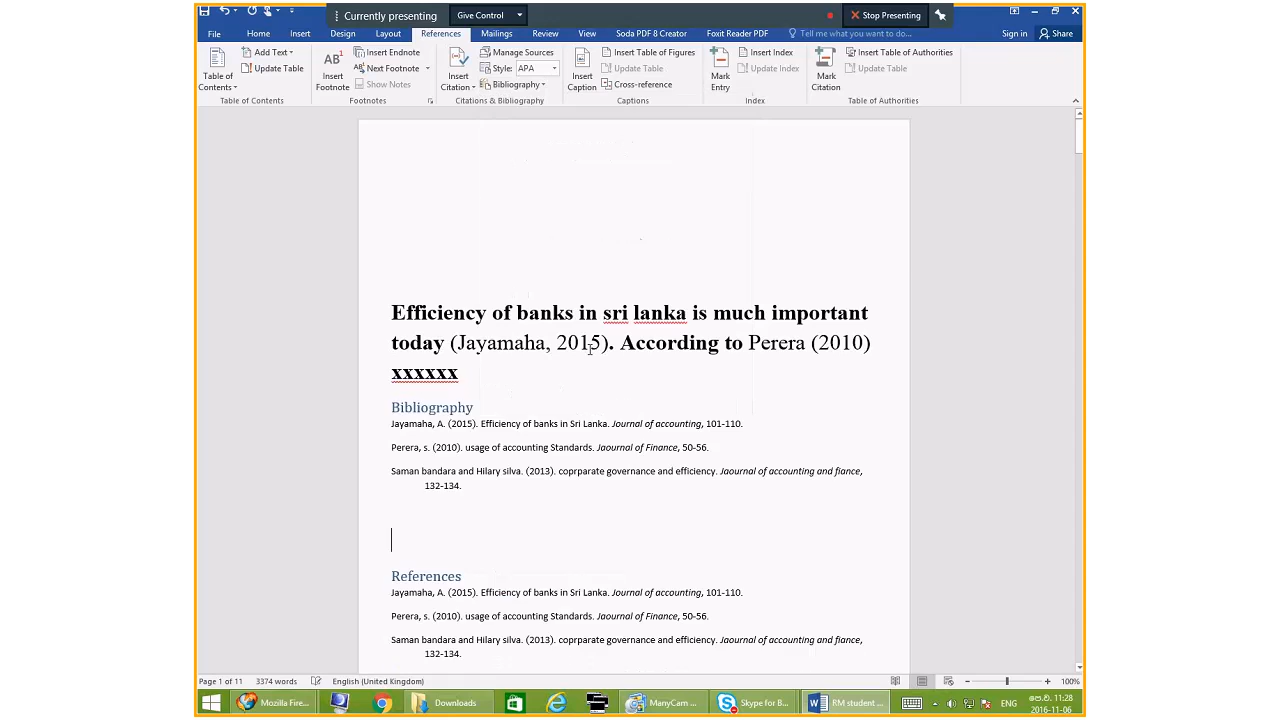 Currently presenting Give Control Stop Presenting
File Home Insert Design Layout References Mailings Review View Soda PDF 8 Creator Foxit Reader PDF Tell me what you want to do... Sign in Share
Table of Contents Add Text Update Table Table of Contents
Insert Footnote Insert Endnote Next Footnote Show Notes Footnotes
Insert Citation Manage Sources Style: APA Bibliography Citations & Bibliography
Insert Caption Insert Table of Figures Update Table Cross-reference Captions
Mark Entry Insert Index Update Index Index
Mark Citation Insert Table of Authorities Update Table Table of Authorities
Efficiency of banks in sri lanka is much important
today (Jayamaha, 2015). According to Perera (2010)
xxxxxx
Bibliography
Jayamaha, A. (2015). Efficiency of banks in Sri Lanka. Journal of accounting, 101-110.
Perera, s. (2010). usage of accounting Standards. Jaournal of Finance, 50-56.
Saman bandara and Hilary silva. (2013). coprparate governance and efficiency. Jaournal of accounting and fiance,
132-134.
References
Jayamaha, A. (2015). Efficiency of banks in Sri Lanka. Journal of accounting, 101-110.
Perera, s. (2010). usage of accounting Standards. Jaournal of Finance, 50-56.
Saman bandara and Hilary silva. (2013). coprparate governance and efficiency. Jaournal of accounting and fiance,
132-134.
Page 1 of 11 3374 words English (United Kingdom) 100%
Mozilla Fire... Downloads ManyCam ... Skype for B... RM student ... ENG 11:28
2016-11-06